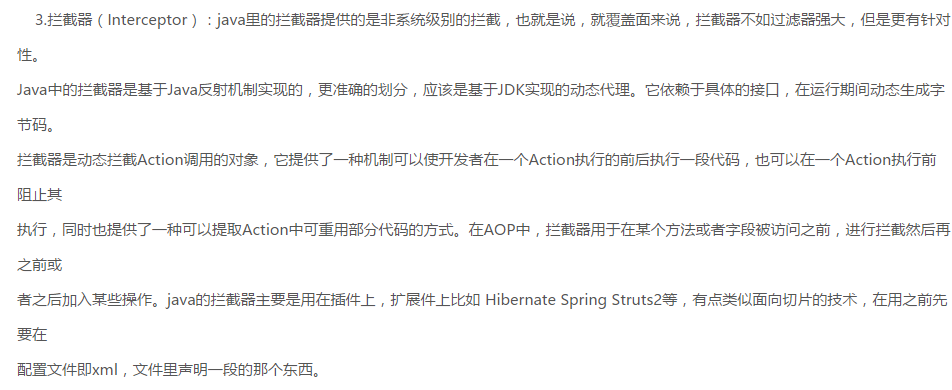 3.拦截器（Interceptor）：java里的拦截器提供的是非系统级别的拦截，也就是说，就覆盖面来说，拦截器不如过滤器强大，但是更有针对
性。
Java中的拦截器是基于Java反射机制实现的，更准确的划分，应该是基于JDK实现的动态代理。它依赖于具体的接口，在运行期间动态生成字
节码。
拦截器是动态拦截Action调用的对象，它提供了一种机制可以使开发者在一个Action执行的前后执行一段代码，也可以在一个Action执行前
阻止其
执行，同时也提供了一种可以提取Action中可重用部分代码的方式。在AOP中，拦截器用于在某个方法或者字段被访问之前，进行拦截然后再
之前或
者之后加入某些操作。java的拦截器主要是用在插件上，扩展件上比如 Hibernate Spring Struts2等，有点类似面向切片的技术，在用之前先
要在
配置文件即xml，文件里声明一段的那个东西。